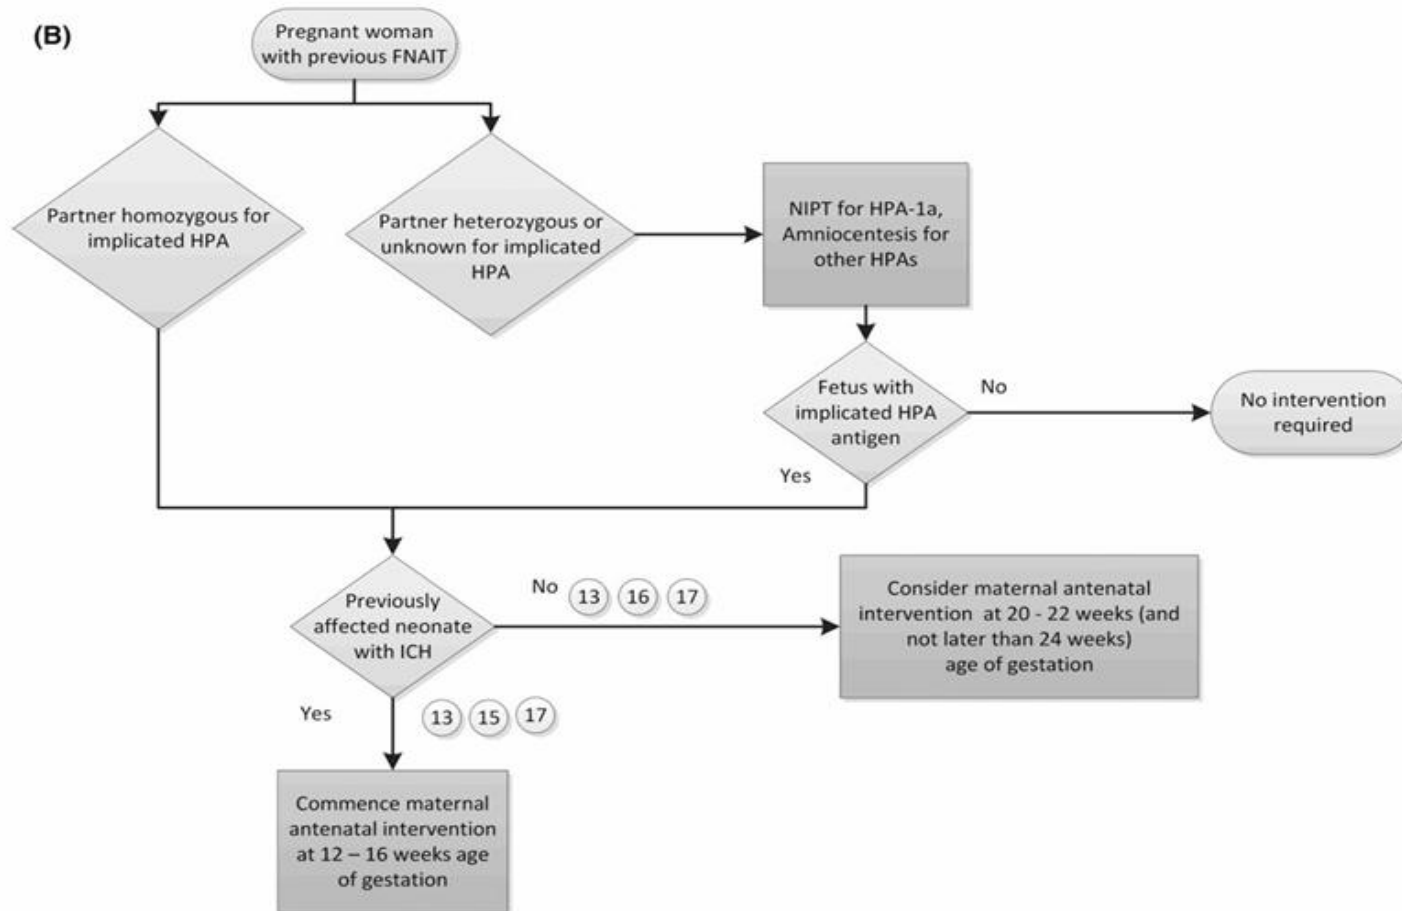 (B)
Pregnant woman
with previous FNAIT
Partner homozygous for
implicated HPA
Partner heterozygous or
unknown for implicated
HPA
NIPT for HPA-1a,
Amniocentesis for
other HPAs
Fetus with
implicated HPA
antigen
No
No intervention
required
Yes
Previously
affected neonate
with ICH
No 13 16 17
Consider maternal antenatal
intervention at 20 - 22 weeks (and
not later than 24 weeks)
age of gestation
Yes 13 15 17
Commence maternal
antenatal intervention
at 12 – 16 weeks age
of gestation